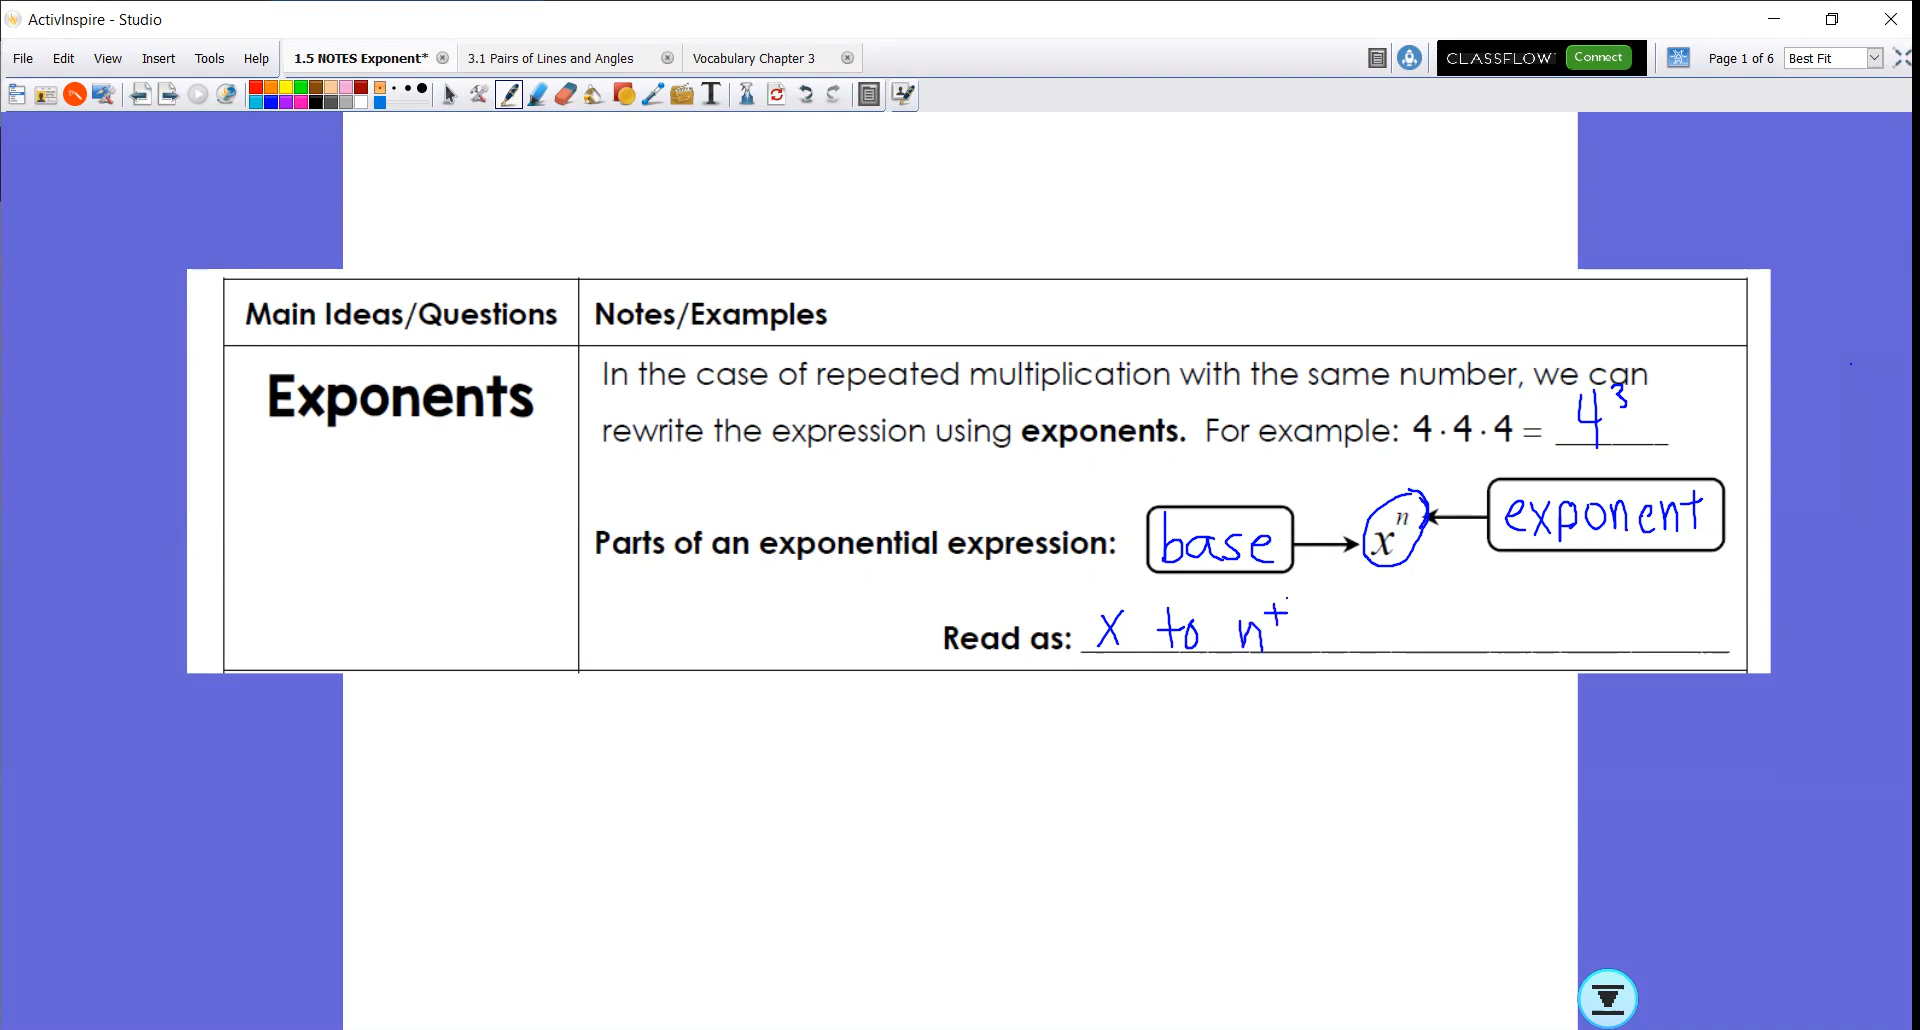 ActivInspire - Studio
File Edit View Insert Tools Help 1.5 NOTES Exponent* 3.1 Pairs of Lines and Angles Vocabulary Chapter 3 CLASSFLOW Connect Page 1 of 6 Best Fit
Main Ideas/Questions Notes/Examples
Exponents
In the case of repeated multiplication with the same number, we can
rewrite the expression using exponents. For example: 4 · 4 · 4 = 4³
Parts of an exponential expression: base → xⁿ ← exponent
Read as: x to n^t